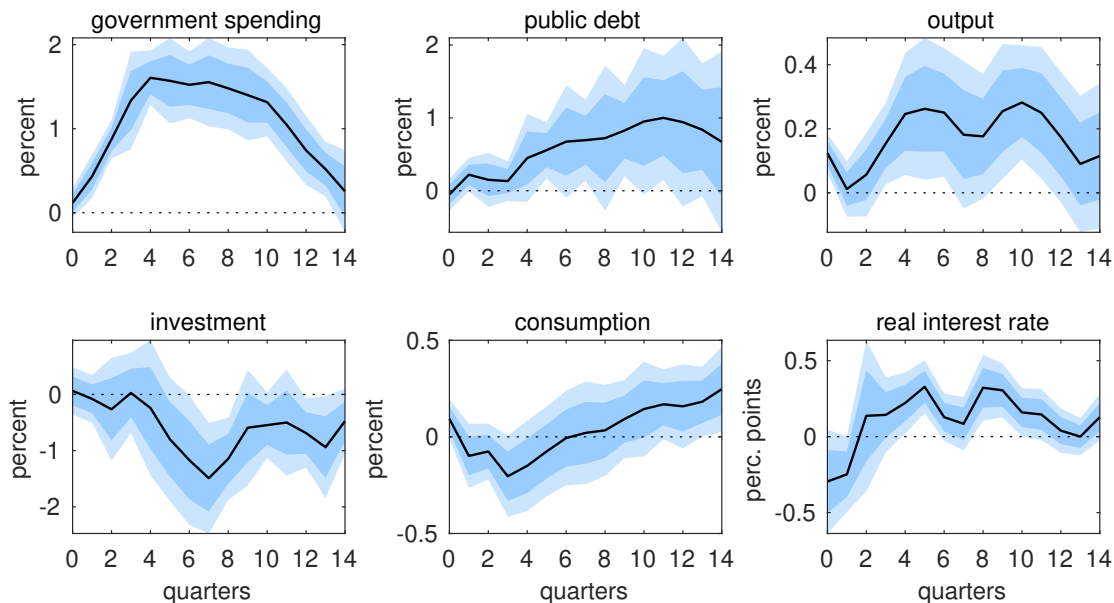 government spending
2
1
0
percent
0 2 4 6 8 10 12 14
public debt
2
1
0
percent
0 2 4 6 8 10 12 14
output
0.4
0.2
0
percent
0 2 4 6 8 10 12 14
investment
0
-1
-2
percent
0 2 4 6 8 10 12 14
quarters
consumption
0.5
0
-0.5
percent
0 2 4 6 8 10 12 14
quarters
real interest rate
0.5
0
-0.5
perc. points
0 2 4 6 8 10 12 14
quarters